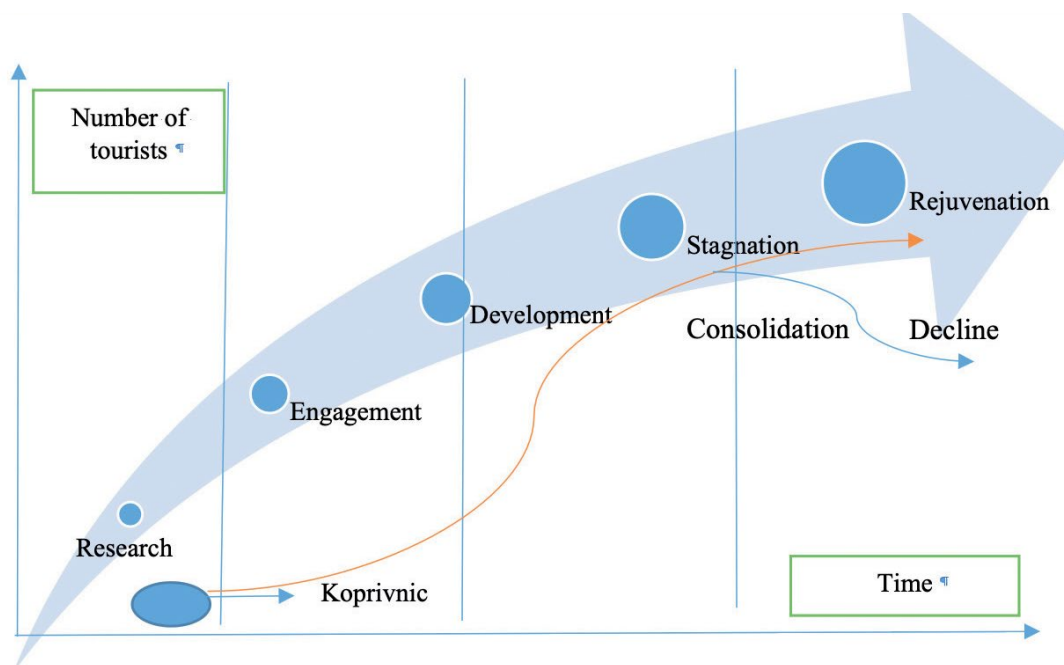 Number of
tourists ¶
Rejuvenation
Stagnation
Development
Consolidation
Decline
Engagement
Research
Koprivnic
Time ¶